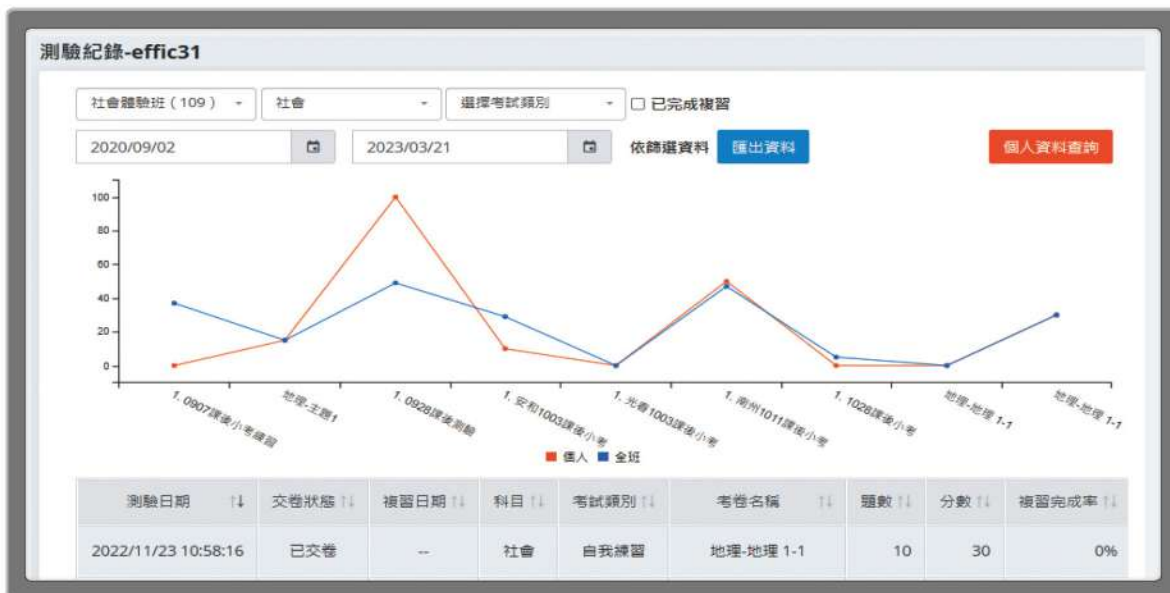 測驗紀錄-effic31
社會體驗班（109） 社會 選擇考試類別 已完成複習
2020/09/02 2023/03/21 依篩選資料 匯出資料 個人資料查詢
100
80
60
40
20
0
1. 0907課後小考練習 地理-主題1 1. 0928課後測驗 1. 安和1003課後小考 1. 光春1003課後小考 1. 南州1011課後小考 1. 1028課後小考 地理-地理 1-1 地理-地理 1-1
個人 全班
測驗日期 交卷狀態 複習日期 科目 考試類別 考卷名稱 題數 分數 複習完成率
2022/11/23 10:58:16 已交卷 -- 社會 自我練習 地理-地理 1-1 10 30 0%